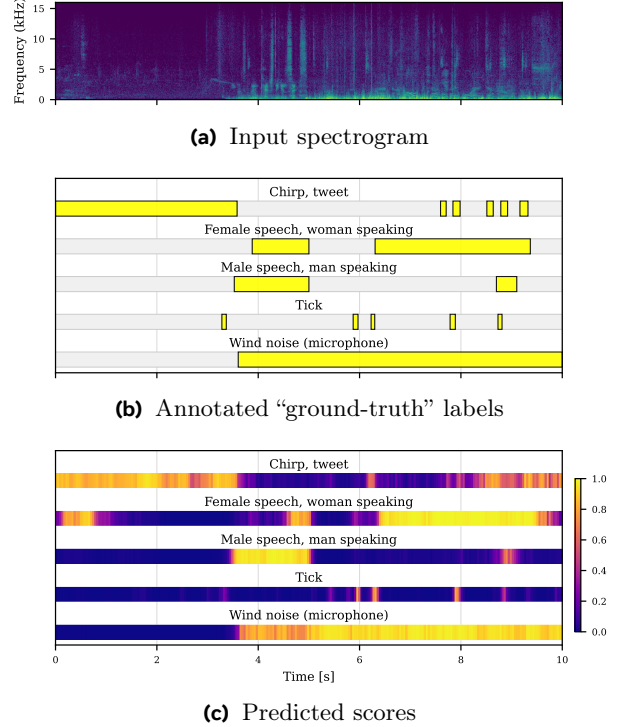 Frequency (kHz)
15
10
5
0
(a) Input spectrogram
Chirp, tweet
Female speech, woman speaking
Male speech, man speaking
Tick
Wind noise (microphone)
(b) Annotated “ground-truth” labels
Chirp, tweet
Female speech, woman speaking
Male speech, man speaking
Tick
Wind noise (microphone)
1.0
0.8
0.6
0.4
0.2
0.0
0 2 4 6 8 10
Time [s]
(c) Predicted scores